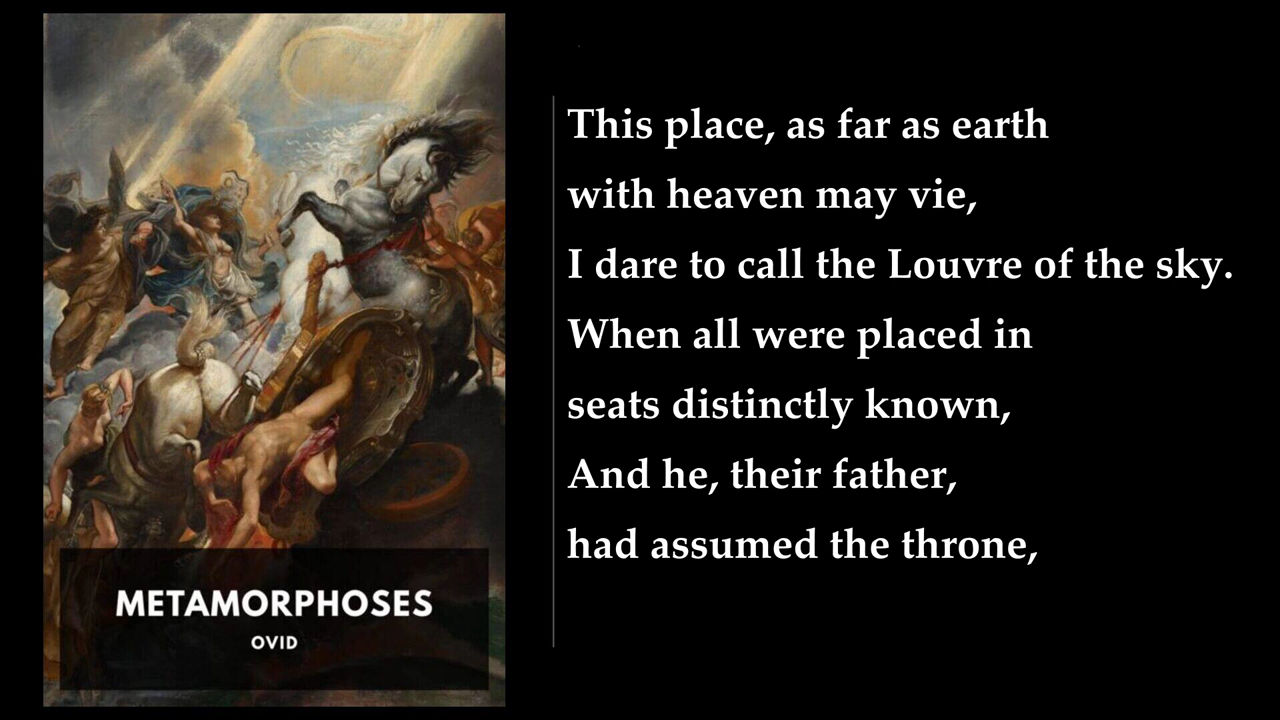 METAMORPHOSES
OVID
This place, as far as earth
with heaven may vie,
I dare to call the Louvre of the sky.
When all were placed in
seats distinctly known,
And he, their father,
had assumed the throne,